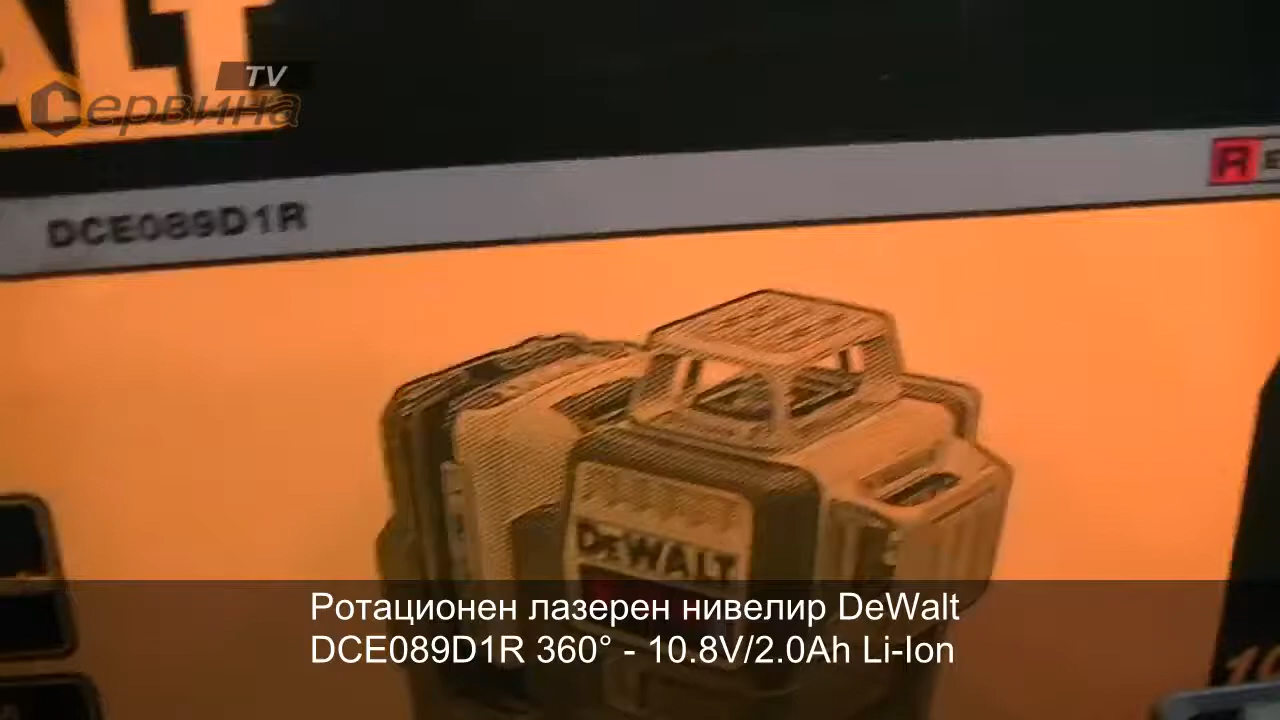 ALT
TV
Сервина
DCE089D1R
R
DeWALT
Ротационен лазерен нивелир DeWalt
DCE089D1R 360° - 10.8V/2.0Ah Li-Ion